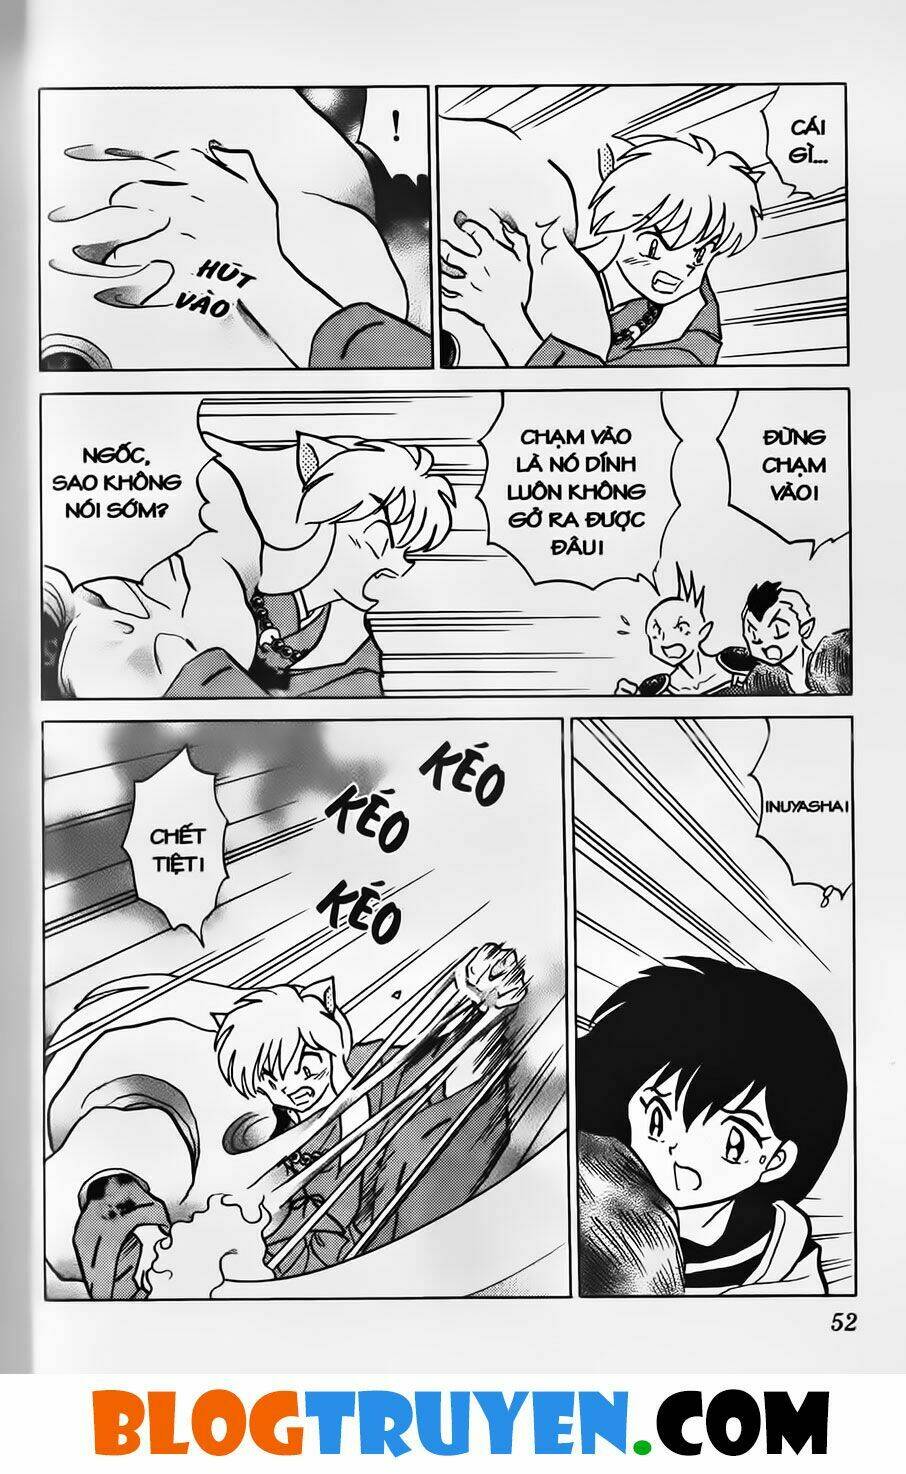 CÁI
GÌ...
!
HÚT
VÀO
ĐỪNG
CHẠM
VÀO!
CHẠM VÀO
LÀ NÓ DÍNH
LUÔN KHÔNG
GỞ RA ĐƯỢC
ĐÂU!
NGỐC,
SAO KHÔNG
NÓI SỚM?
INUYASHA!
KÉO
KÉO
KÉO
CHẾT
TIỆT!
52
BLOGTRUYEN.COM